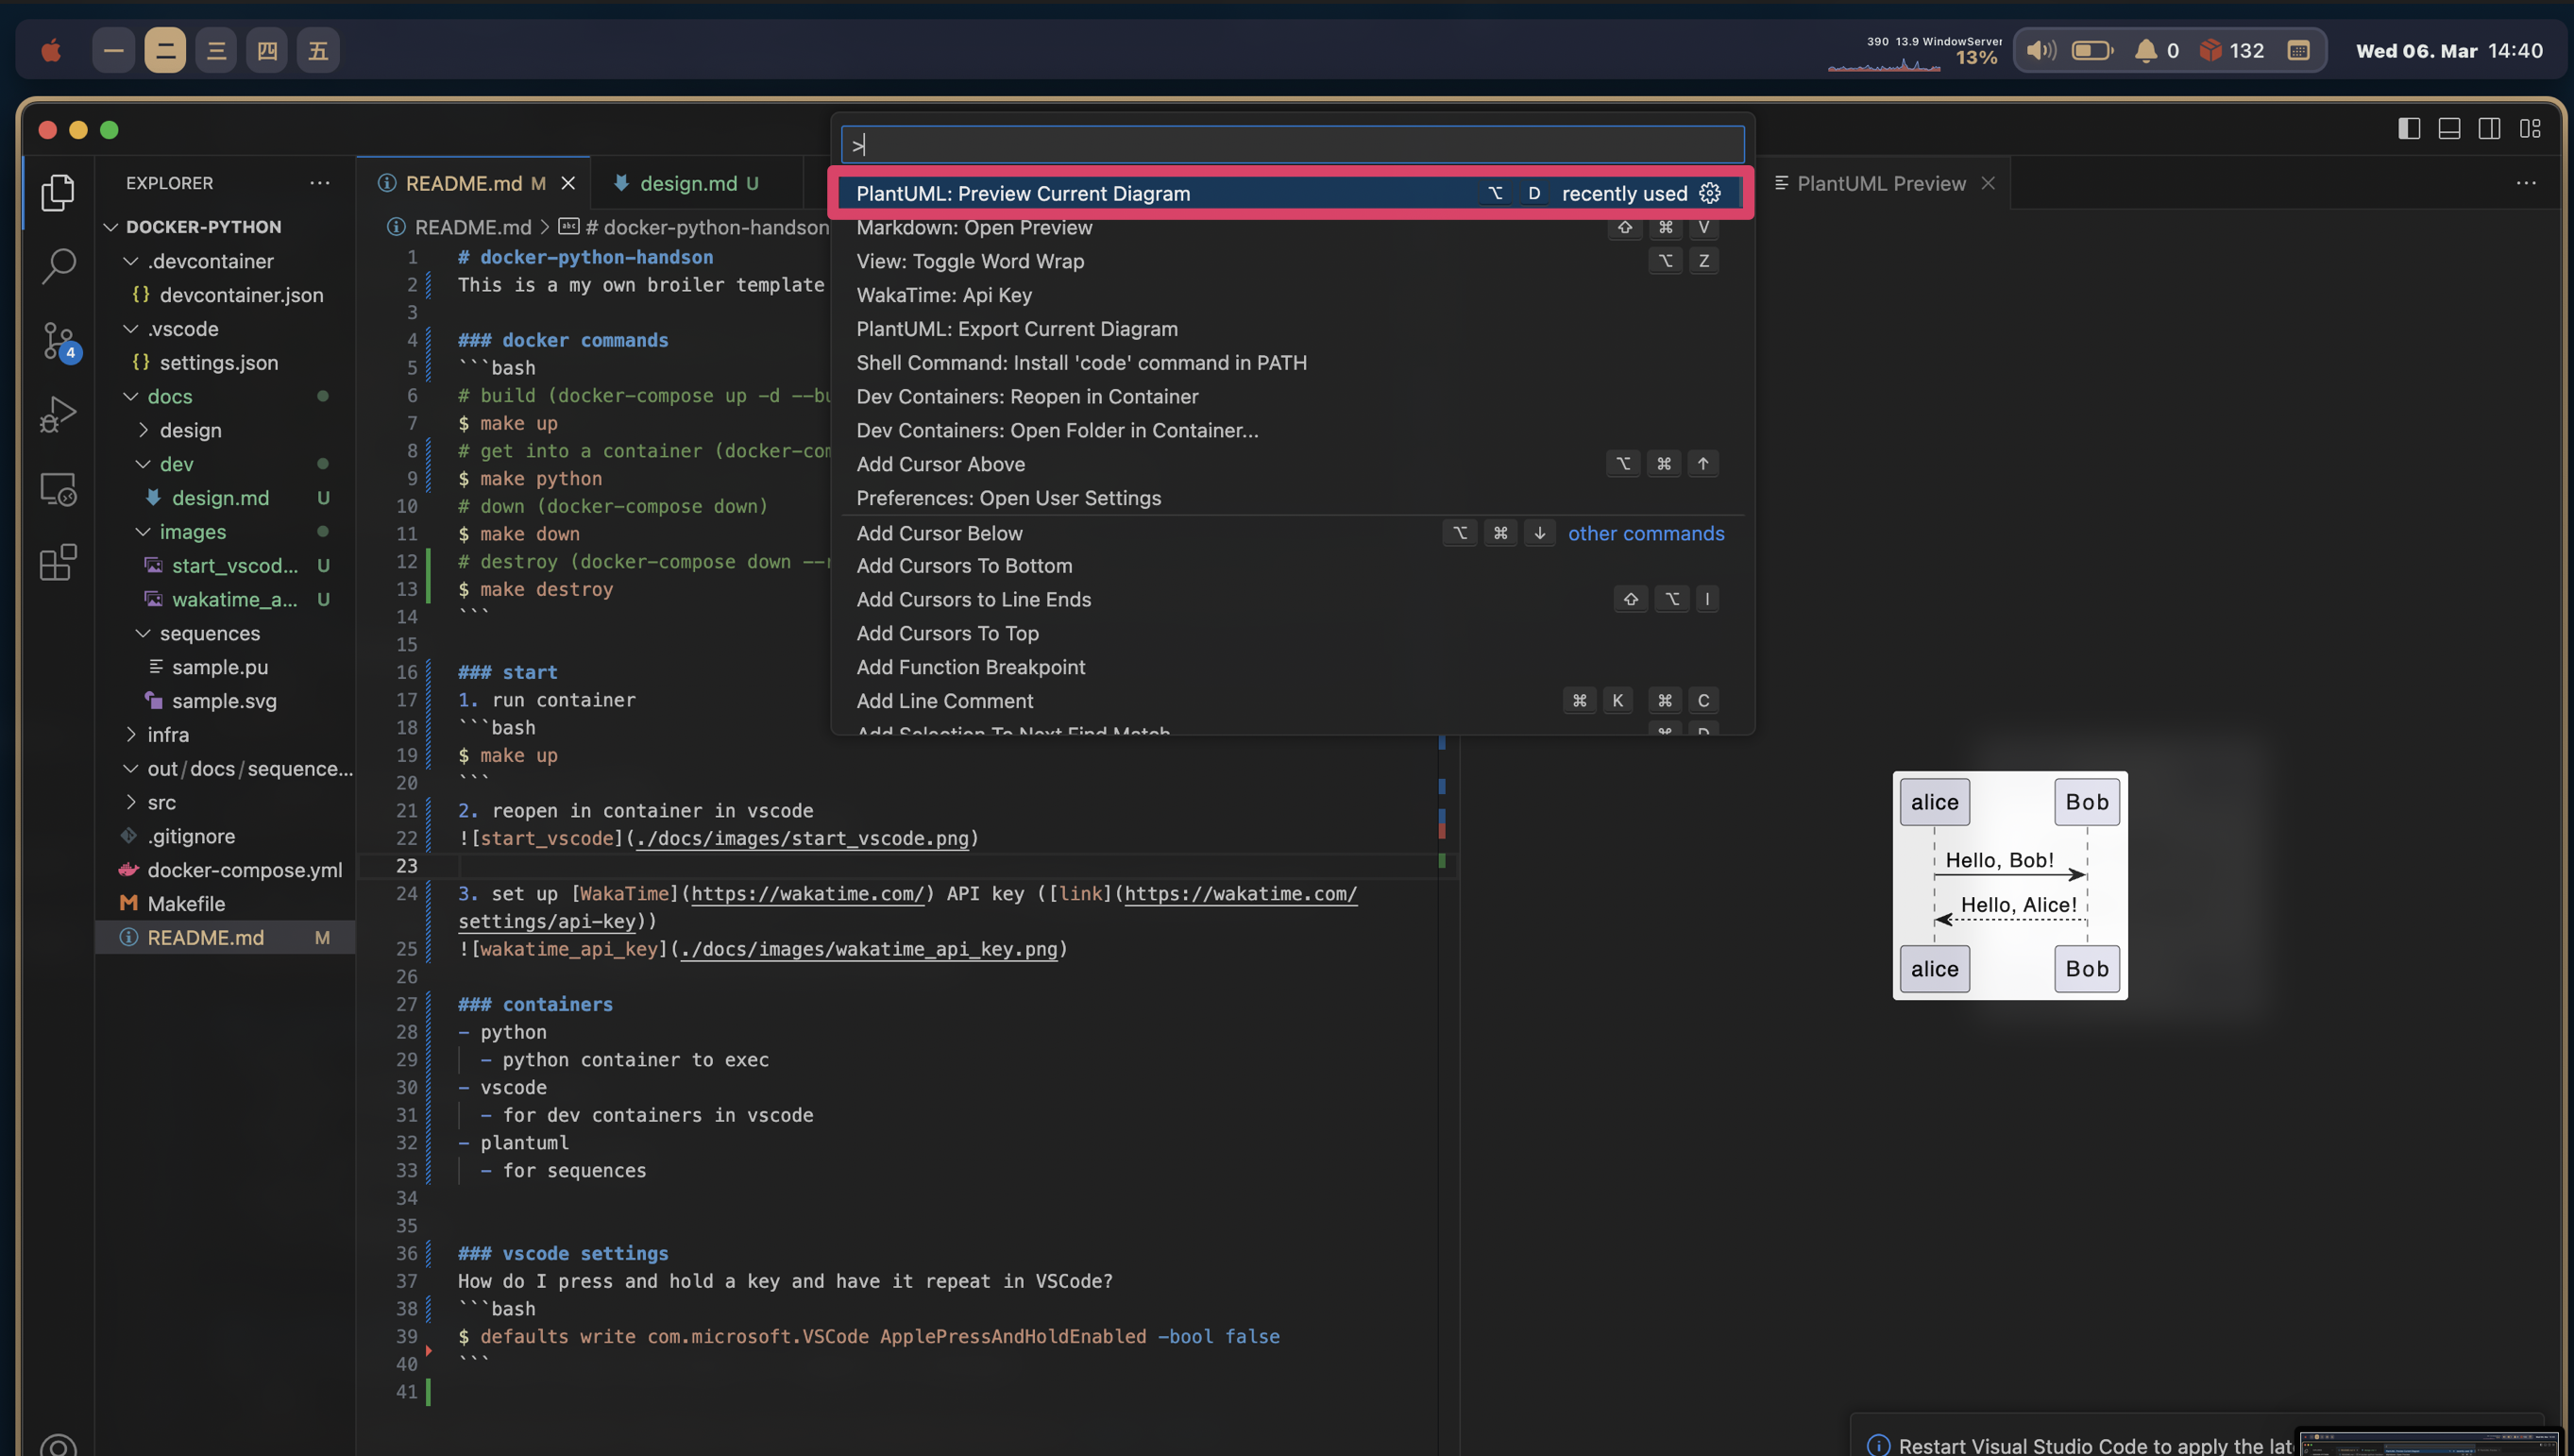 一 二 三 四 五
390 13.9 WindowServer
13%
0 132 Wed 06. Mar 14:40
>
PlantUML: Preview Current Diagram ⌥ D recently used
Markdown: Open Preview ⇧ ⌘ V
View: Toggle Word Wrap ⌥ Z
WakaTime: Api Key
PlantUML: Export Current Diagram
Shell Command: Install 'code' command in PATH
Dev Containers: Reopen in Container
Dev Containers: Open Folder in Container...
Add Cursor Above ⌥ ⌘ ↑
Preferences: Open User Settings
Add Cursor Below ⌥ ⌘ ↓ other commands
Add Cursors To Bottom
Add Cursors to Line Ends ⇧ ⌥ I
Add Cursors To Top
Add Function Breakpoint
Add Line Comment ⌘ K ⌘ C
Add Selection To Next Find Match ⌘ D
EXPLORER ...
DOCKER-PYTHON
.devcontainer
{} devcontainer.json
.vscode
{} settings.json
4
docs
design
dev
design.md U
images
start_vscod... U
wakatime_a... U
sequences
sample.pu
sample.svg
infra
out/docs/sequence...
src
.gitignore
docker-compose.yml
Makefile
README.md M
README.md M
design.md U
README.md > # docker-python-handson
1 # docker-python-handson
2 This is a my own broiler template
3
4 ### docker commands
5 ```bash
6 # build (docker-compose up -d --bu
7 $ make up
8 # get into a container (docker-com
9 $ make python
10 # down (docker-compose down)
11 $ make down
12 # destroy (docker-compose down --r
13 $ make destroy
14 ```
15
16 ### start
17 1. run container
18 ```bash
19 $ make up
20 ```
21 2. reopen in container in vscode
22 ![start_vscode](./docs/images/start_vscode.png)
23
24 3. set up [WakaTime](https://wakatime.com/) API key ([link](https://wakatime.com/
settings/api-key))
25 ![wakatime_api_key](./docs/images/wakatime_api_key.png)
26
27 ### containers
28 - python
29 - python container to exec
30 - vscode
31 - for dev containers in vscode
32 - plantuml
33 - for sequences
34
35
36 ### vscode settings
37 How do I press and hold a key and have it repeat in VSCode?
38 ```bash
39 $ defaults write com.microsoft.VSCode ApplePressAndHoldEnabled -bool false
40 ```
41
PlantUML Preview ...
alice Bob
Hello, Bob!
Hello, Alice!
alice Bob
Restart Visual Studio Code to apply the lat